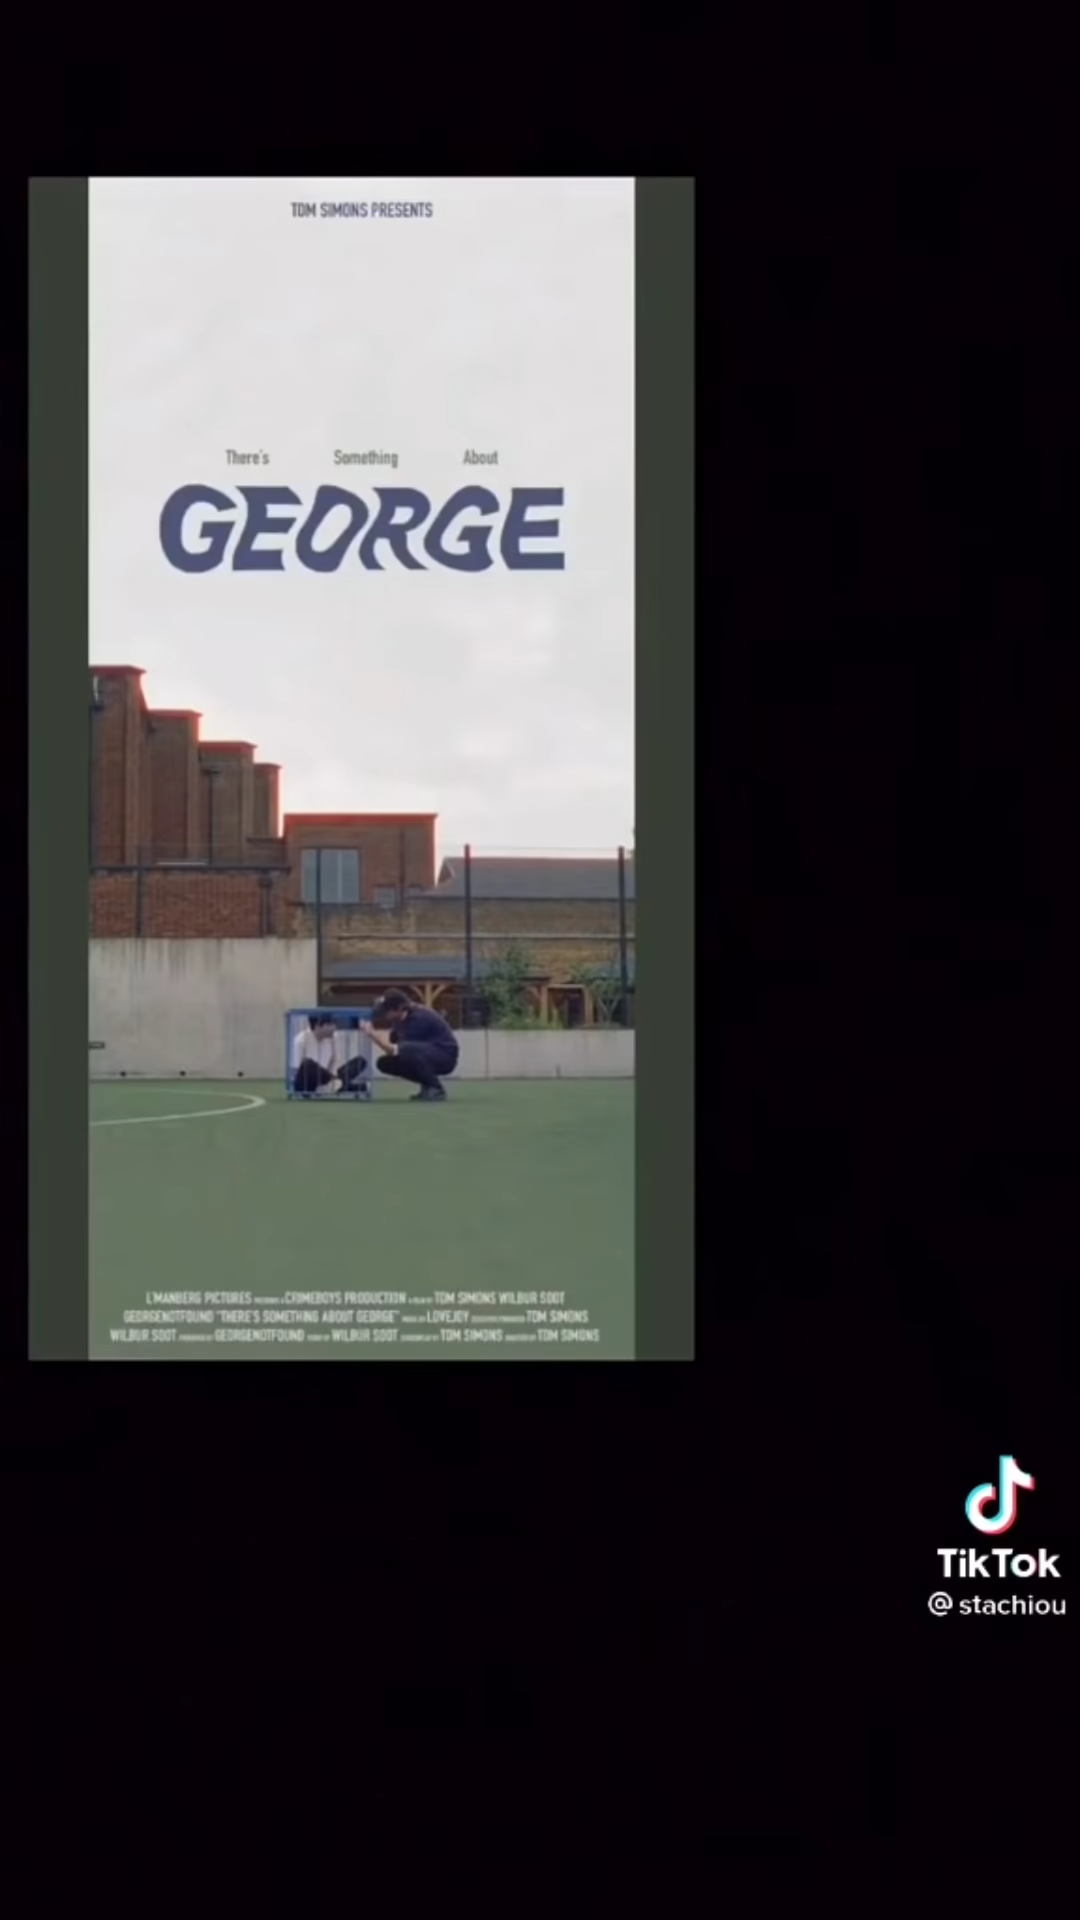 TOM SIMONS PRESENTS
There's Something About
GEORGE
L'MANBERG PICTURES CRIMEBOYS PRODUCTION TOM SIMONS WILBUR SOOT
GEORGENOTFOUND "THERE'S SOMETHING ABOUT GEORGE" LOVEJOY TOM SIMONS
WILBUR SOOT GEORGENOTFOUND WILBUR SOOT TOM SIMONS TOM SIMONS
TikTok
@stachiou